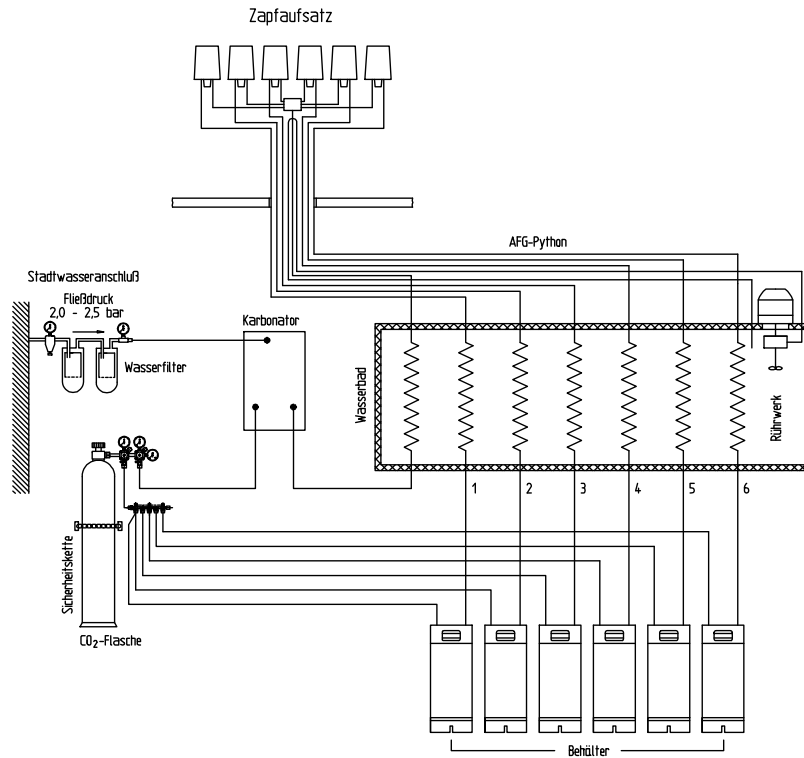 Zapfaufsatz
AFG-Python
Stadtwasseranschluß
Fließdruck
2,0 - 2,5 bar
Karbonator
Wasserfilter
Wasserbad
Rührwerk
1 2 3 4 5 6
Sicherheitskette
CO₂-Flasche
Behälter